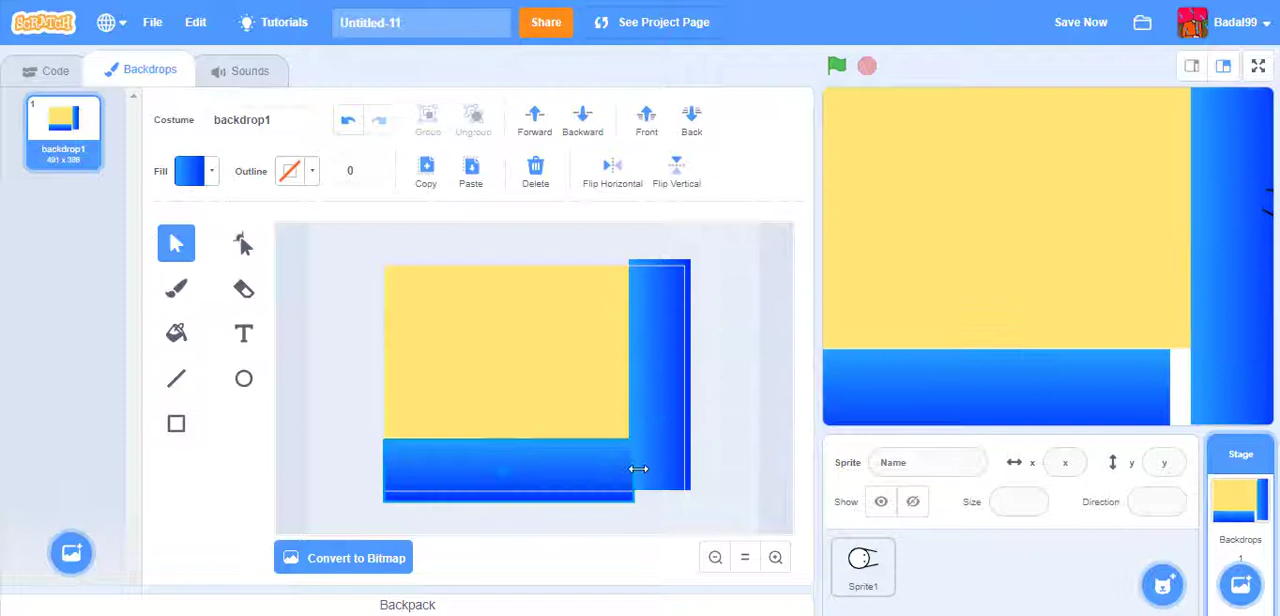 SCRATCH File Edit Tutorials Untitled-11 Share See Project Page Save Now Badal99
Code Backdrops Sounds
1
backdrop1
491 x 386
Costume backdrop1 Group Ungroup Forward Backward Front Back
Fill Outline 0 Copy Paste Delete Flip Horizontal Flip Vertical
T
Convert to Bitmap
Backpack
Sprite Name x x y y
Show Size Direction
Sprite1
Stage
Backdrops
1